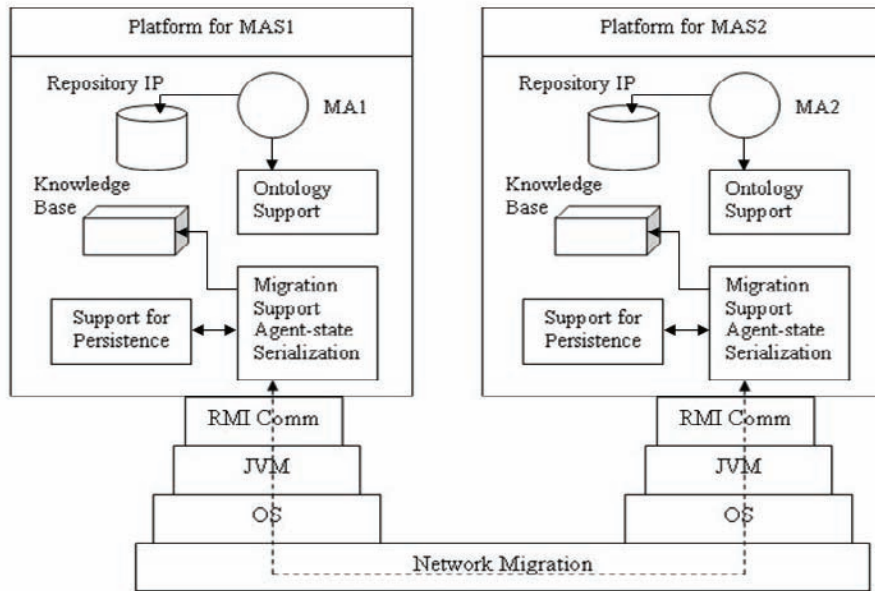 Platform for MAS1
Repository IP
MA1
Knowledge
Base
Ontology
Support
Migration
Support
Agent-state
Serialization
Support for
Persistence
RMI Comm
JVM
OS
Platform for MAS2
Repository IP
MA2
Knowledge
Base
Ontology
Support
Migration
Support
Agent-state
Serialization
Support for
Persistence
RMI Comm
JVM
OS
Network Migration